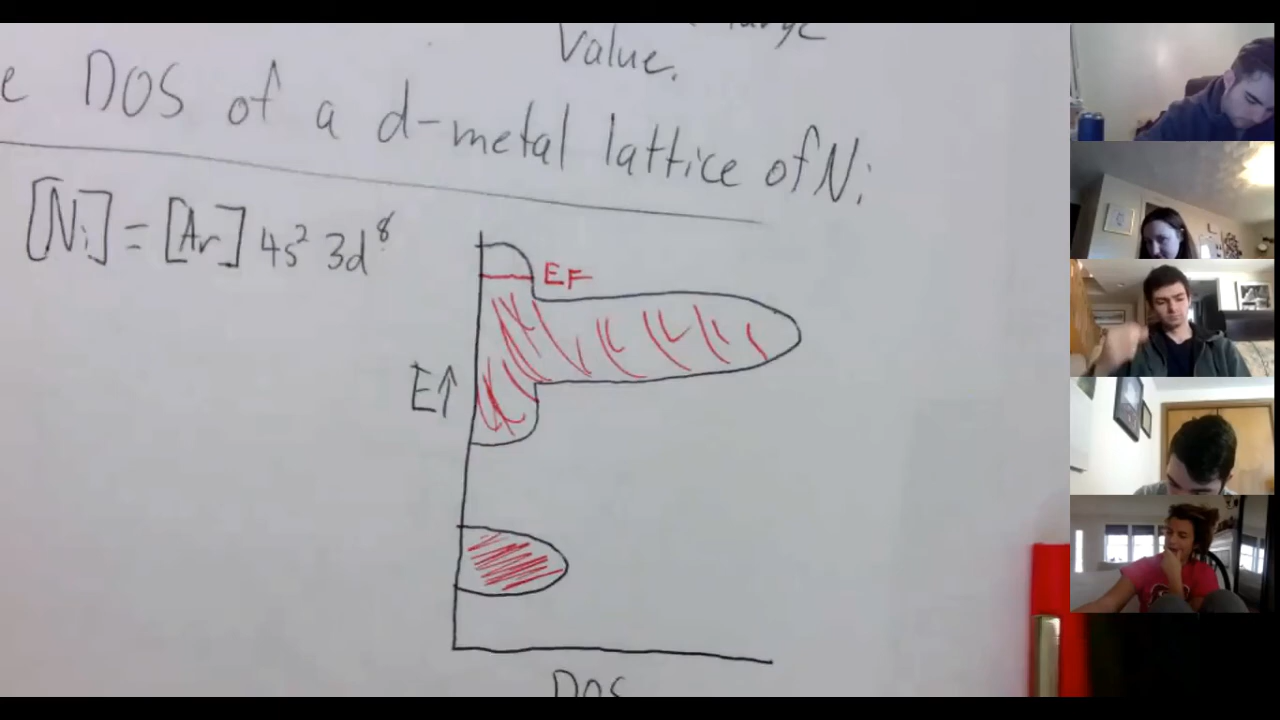 Value.
e DOS of a d-metal lattice of Ni
[Ni] = [Ar] 4s² 3d⁸
EF
E↑
DOS